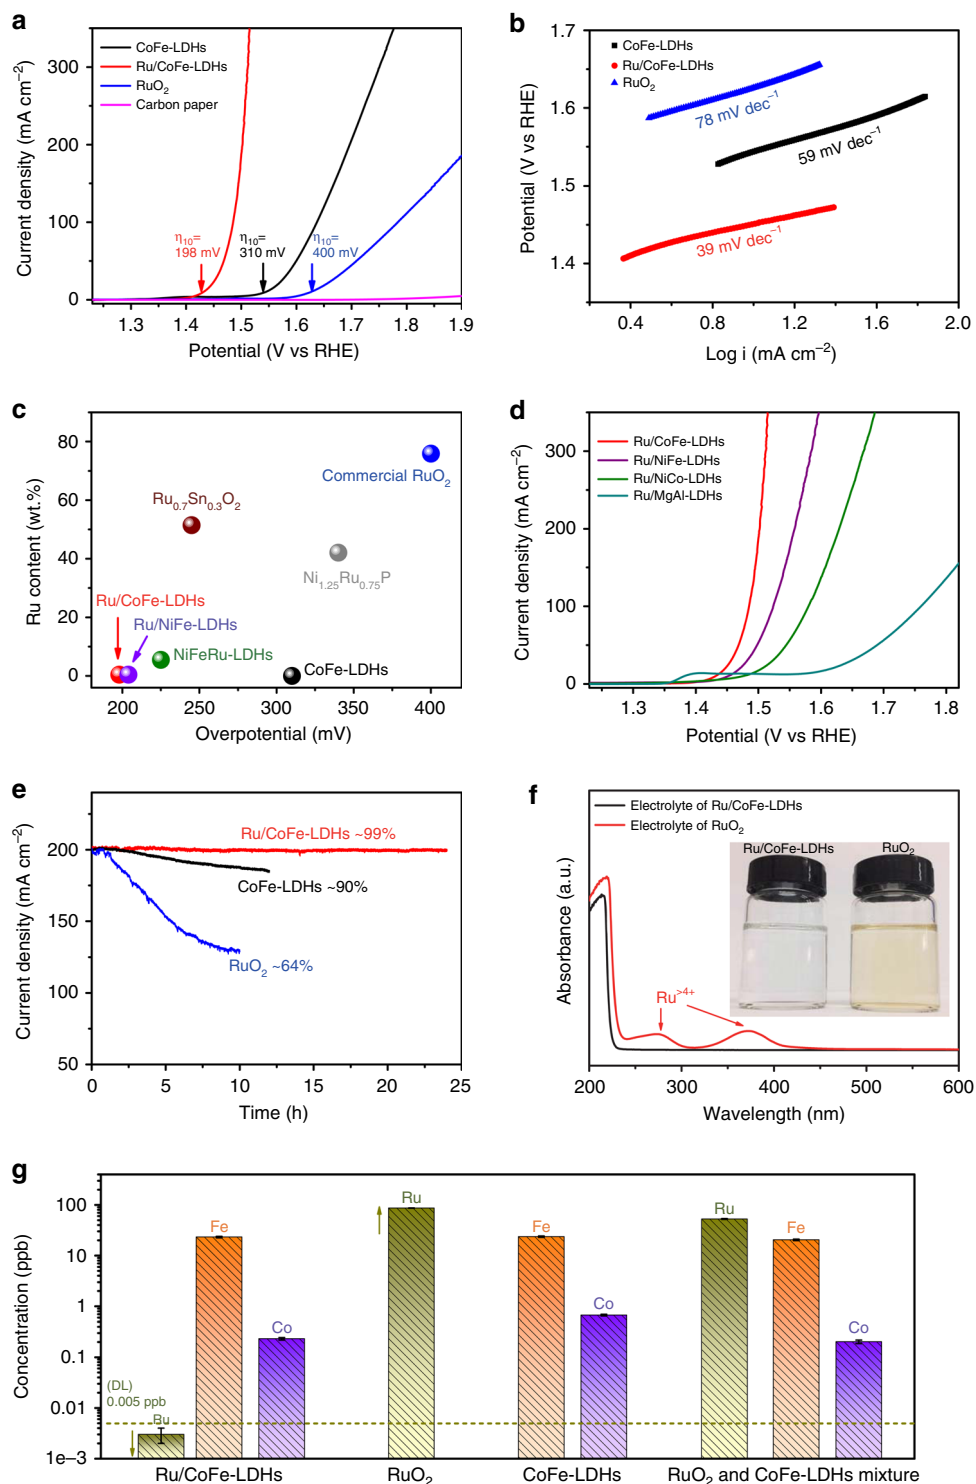 a
350
300
200
100
0
Current density (mA cm⁻²)
CoFe-LDHs
Ru/CoFe-LDHs
RuO₂
Carbon paper
η₁₀=
198 mV
η₁₀=
310 mV
η₁₀=
400 mV
1.3 1.4 1.5 1.6 1.7 1.8 1.9
Potential (V vs RHE)
b
1.7
1.6
1.5
1.4
Potential (V vs RHE)
CoFe-LDHs
Ru/CoFe-LDHs
RuO₂
78 mV dec⁻¹
59 mV dec⁻¹
39 mV dec⁻¹
0.4 0.8 1.2 1.6 2.0
Log i (mA cm⁻²)
c
80
60
40
20
0
Ru content (wt.%)
Commercial RuO₂
Ru₀.₇Sn₀.₃O₂
Ni₁.₂₅Ru₀.₇₅P
Ru/CoFe-LDHs
Ru/NiFe-LDHs
NiFeRu-LDHs
CoFe-LDHs
200 250 300 350 400
Overpotential (mV)
d
300
200
100
0
Current density (mA cm⁻²)
Ru/CoFe-LDHs
Ru/NiFe-LDHs
Ru/NiCo-LDHs
Ru/MgAl-LDHs
1.3 1.4 1.5 1.6 1.7 1.8
Potential (V vs RHE)
e
200
150
100
50
Current density (mA cm⁻²)
Ru/CoFe-LDHs ~99%
CoFe-LDHs ~90%
RuO₂ ~64%
0 5 10 15 20 25
Time (h)
f
Absorbance (a.u.)
Electrolyte of Ru/CoFe-LDHs
Electrolyte of RuO₂
Ru/CoFe-LDHs RuO₂
Ru>⁴⁺
200 300 400 500 600
Wavelength (nm)
g
100
10
1
0.1
0.01
1e−3
Concentration (ppb)
(DL)
0.005 ppb
Ru
Fe
Co
Ru
Fe
Co
Ru
Fe
Co
Ru/CoFe-LDHs RuO₂ CoFe-LDHs RuO₂ and CoFe-LDHs mixture